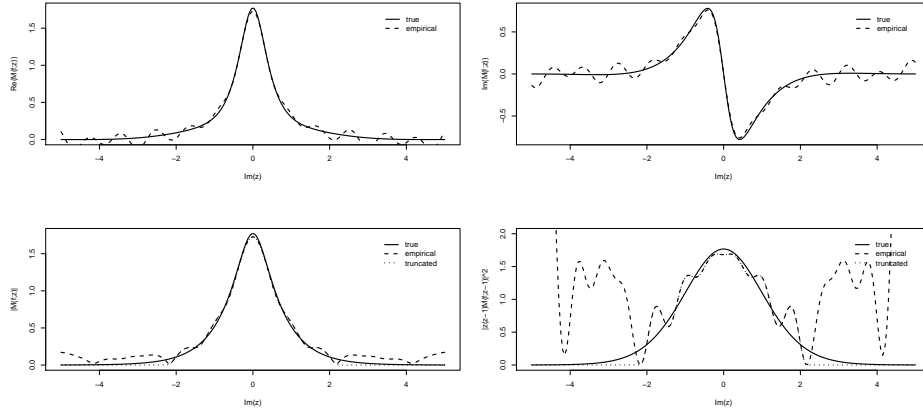 Re(M(f;z))
0.0 0.5 1.0 1.5
true
empirical
−4 −2 0 2 4
Im(z)
Im(M(f;z))
−0.5 0.0 0.5
true
empirical
−4 −2 0 2 4
Im(z)
|M(f;z)|
0.0 0.5 1.0 1.5
true
empirical
truncated
−4 −2 0 2 4
Im(z)
|z(z−1)M(f;z−1)|^2
0.0 0.5 1.0 1.5 2.0
true
empirical
truncated
−4 −2 0 2 4
Im(z)